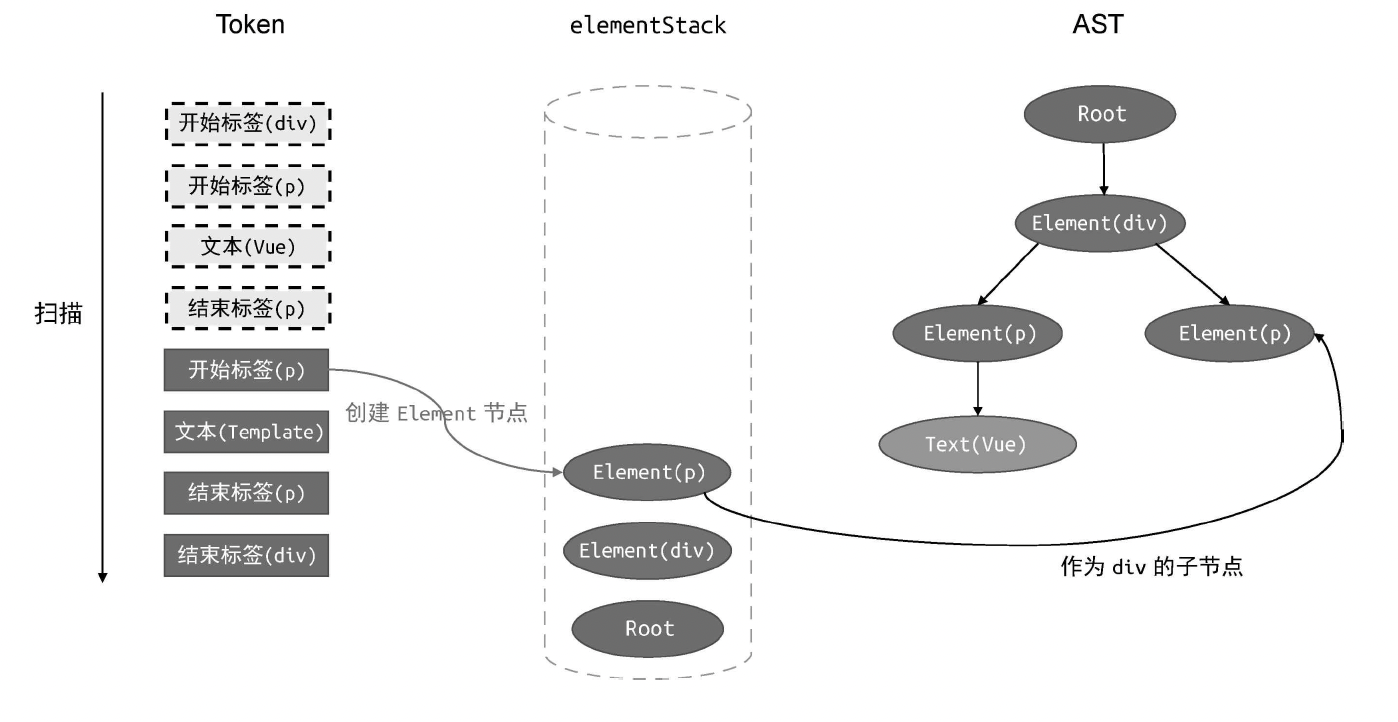 Token
elementStack
AST
扫描
开始标签(div)
开始标签(p)
文本(Vue)
结束标签(p)
开始标签(p)
文本(Template)
结束标签(p)
结束标签(div)
创建 Element 节点
Element(p)
Element(div)
Root
Root
Element(div)
Element(p)
Element(p)
Text(Vue)
作为 div 的子节点